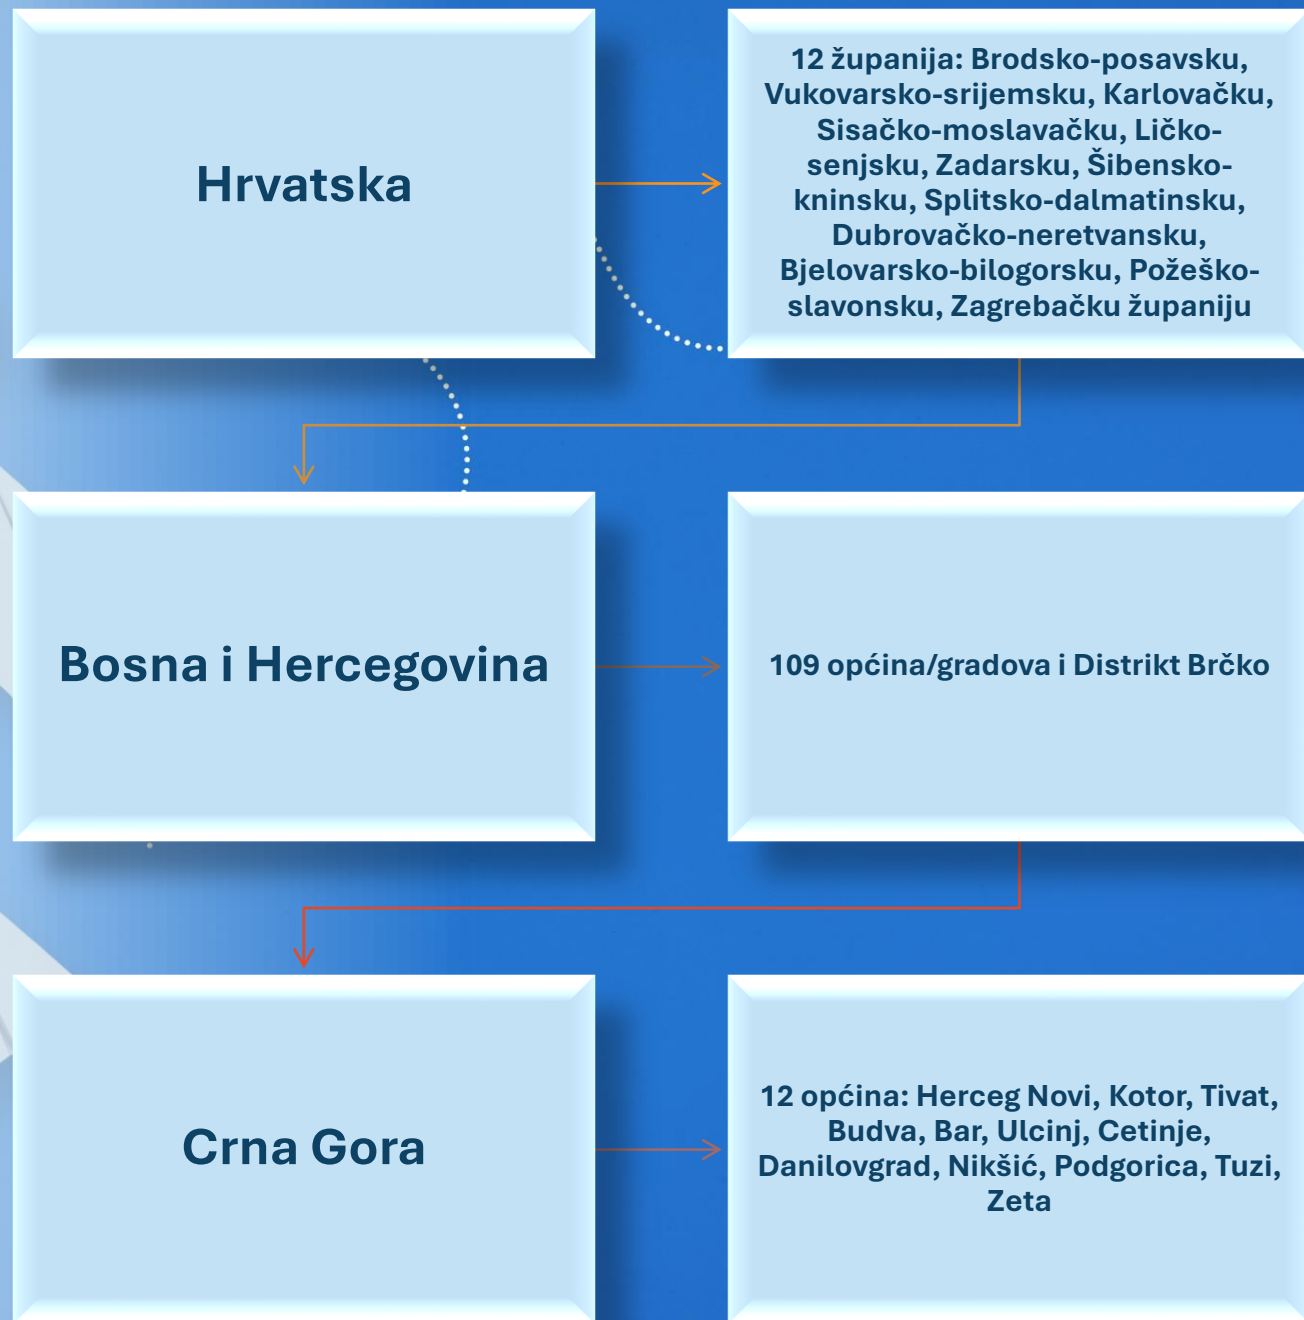 Hrvatska
12 županija: Brodsko-posavsku,
Vukovarsko-srijemsku, Karlovačku,
Sisačko-moslavačku, Ličko-
senjsku, Zadarsku, Šibensko-
kninsku, Splitsko-dalmatinsku,
Dubrovačko-neretvansku,
Bjelovarsko-bilogorsku, Požeško-
slavonsku, Zagrebačku županiju
Bosna i Hercegovina
109 općina/gradova i Distrikt Brčko
Crna Gora
12 općina: Herceg Novi, Kotor, Tivat,
Budva, Bar, Ulcinj, Cetinje,
Danilovgrad, Nikšić, Podgorica, Tuzi,
Zeta